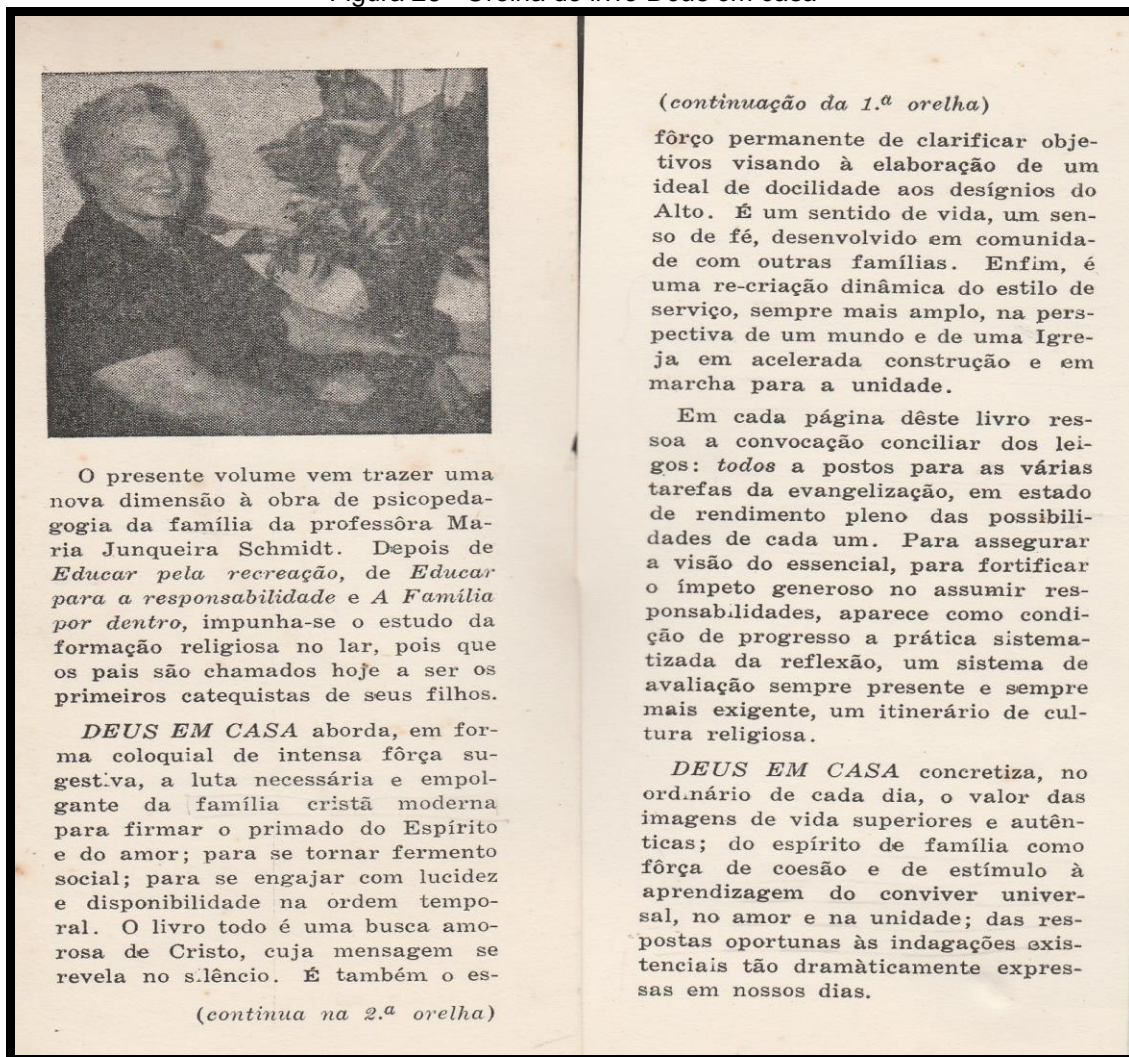 O presente volume vem trazer uma
nova dimensão à obra de psicopeda-
gogia da família da professôra Ma-
ria Junqueira Schmidt. Depois de
Educar pela recreação, de Educar
para a responsabilidade e A Família
por dentro, impunha-se o estudo da
formação religiosa no lar, pois que
os pais são chamados hoje a ser os
primeiros catequistas de seus filhos.
DEUS EM CASA aborda, em for-
ma coloquial de intensa fôrça su-
gest.va, a luta necessária e empol-
gante da família cristã moderna
para firmar o primado do Espírito
e do amor; para se tornar fermento
social; para se engajar com lucidez
e disponibilidade na ordem tempo-
ral. O livro todo é uma busca amo-
rosa de Cristo, cuja mensagem se
revela no s.lêncio. É também o es-
(continua na 2.ª orelha)
(continuação da 1.ª orelha)
fôrço permanente de clarificar obje-
tivos visando à elaboração de um
ideal de docilidade aos desígnios do
Alto. É um sentido de vida, um sen-
so de fé, desenvolvido em comunida-
de com outras famílias. Enfim, é
uma re-criação dinâmica do estilo de
serviço, sempre mais amplo, na pers-
pectiva de um mundo e de uma Igre-
ja em acelerada construção e em
marcha para a unidade.
Em cada página dêste livro res-
soa a convocação conciliar dos lei-
gos: todos a postos para as várias
tarefas da evangelização, em estado
de rendimento pleno das possibili-
dades de cada um. Para assegurar
a visão do essencial, para fortificar
o ímpeto generoso no assumir res-
ponsab.lidades, aparece como condi-
ção de progresso a prática sistema-
tizada da reflexão, um sistema de
avaliação sempre presente e sempre
mais exigente, um itinerário de cul-
tura religiosa.
DEUS EM CASA concretiza, no
ord.nário de cada dia, o valor das
imagens de vida superiores e autên-
ticas; do espírito de família como
fôrça de coesão e de estímulo à
aprendizagem do conviver univer-
sal, no amor e na unidade; das res-
postas oportunas às indagações exis-
tenciais tão dramàticamente expres-
sas em nossos dias.